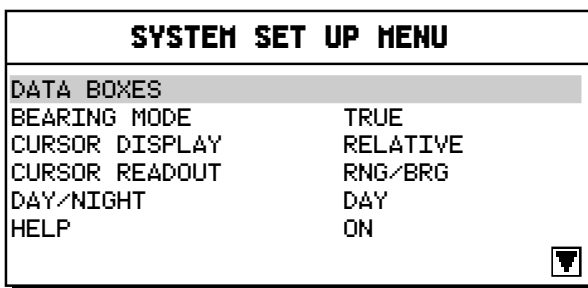 SYSTEM SET UP MENU
DATA BOXES
BEARING MODE TRUE
CURSOR DISPLAY RELATIVE
CURSOR READOUT RNG/BRG
DAY/NIGHT DAY
HELP ON